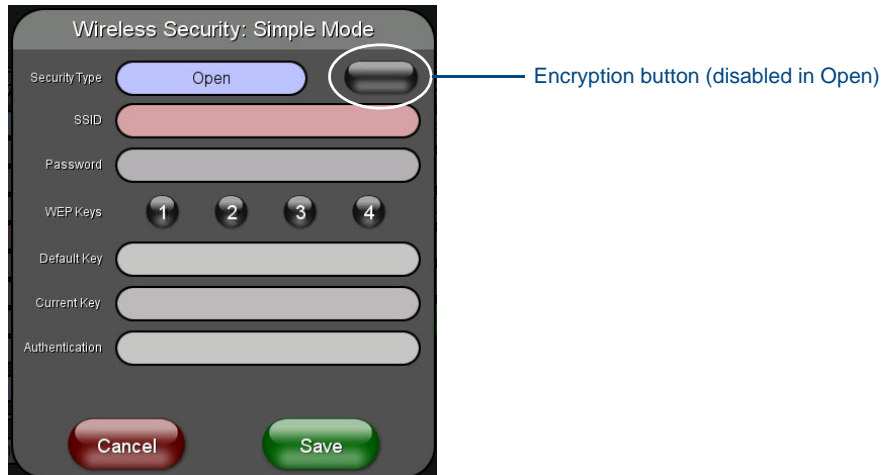 Wireless Security: Simple Mode
Security Type Open
Encryption button (disabled in Open)
SSID
Password
WEP Keys 1 2 3 4
Default Key
Current Key
Authentication
Cancel Save